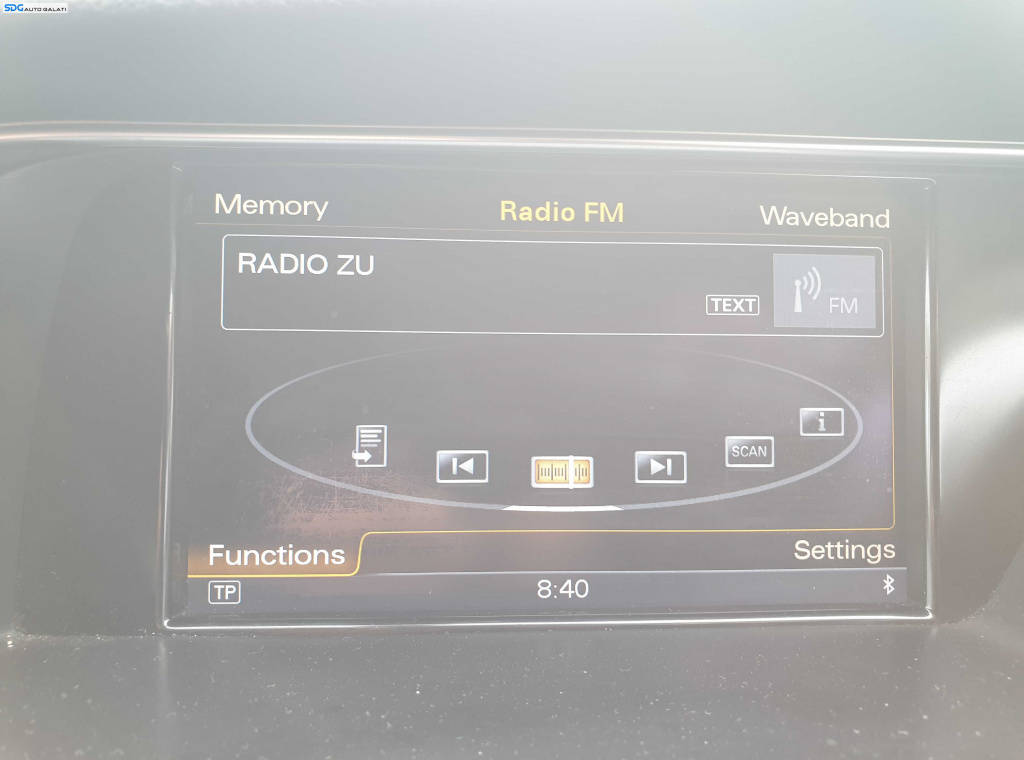 SDG AUTO GALATI
Memory
Radio FM
Waveband
RADIO ZU
TEXT
FM
i
SCAN
Functions
Settings
TP
8:40